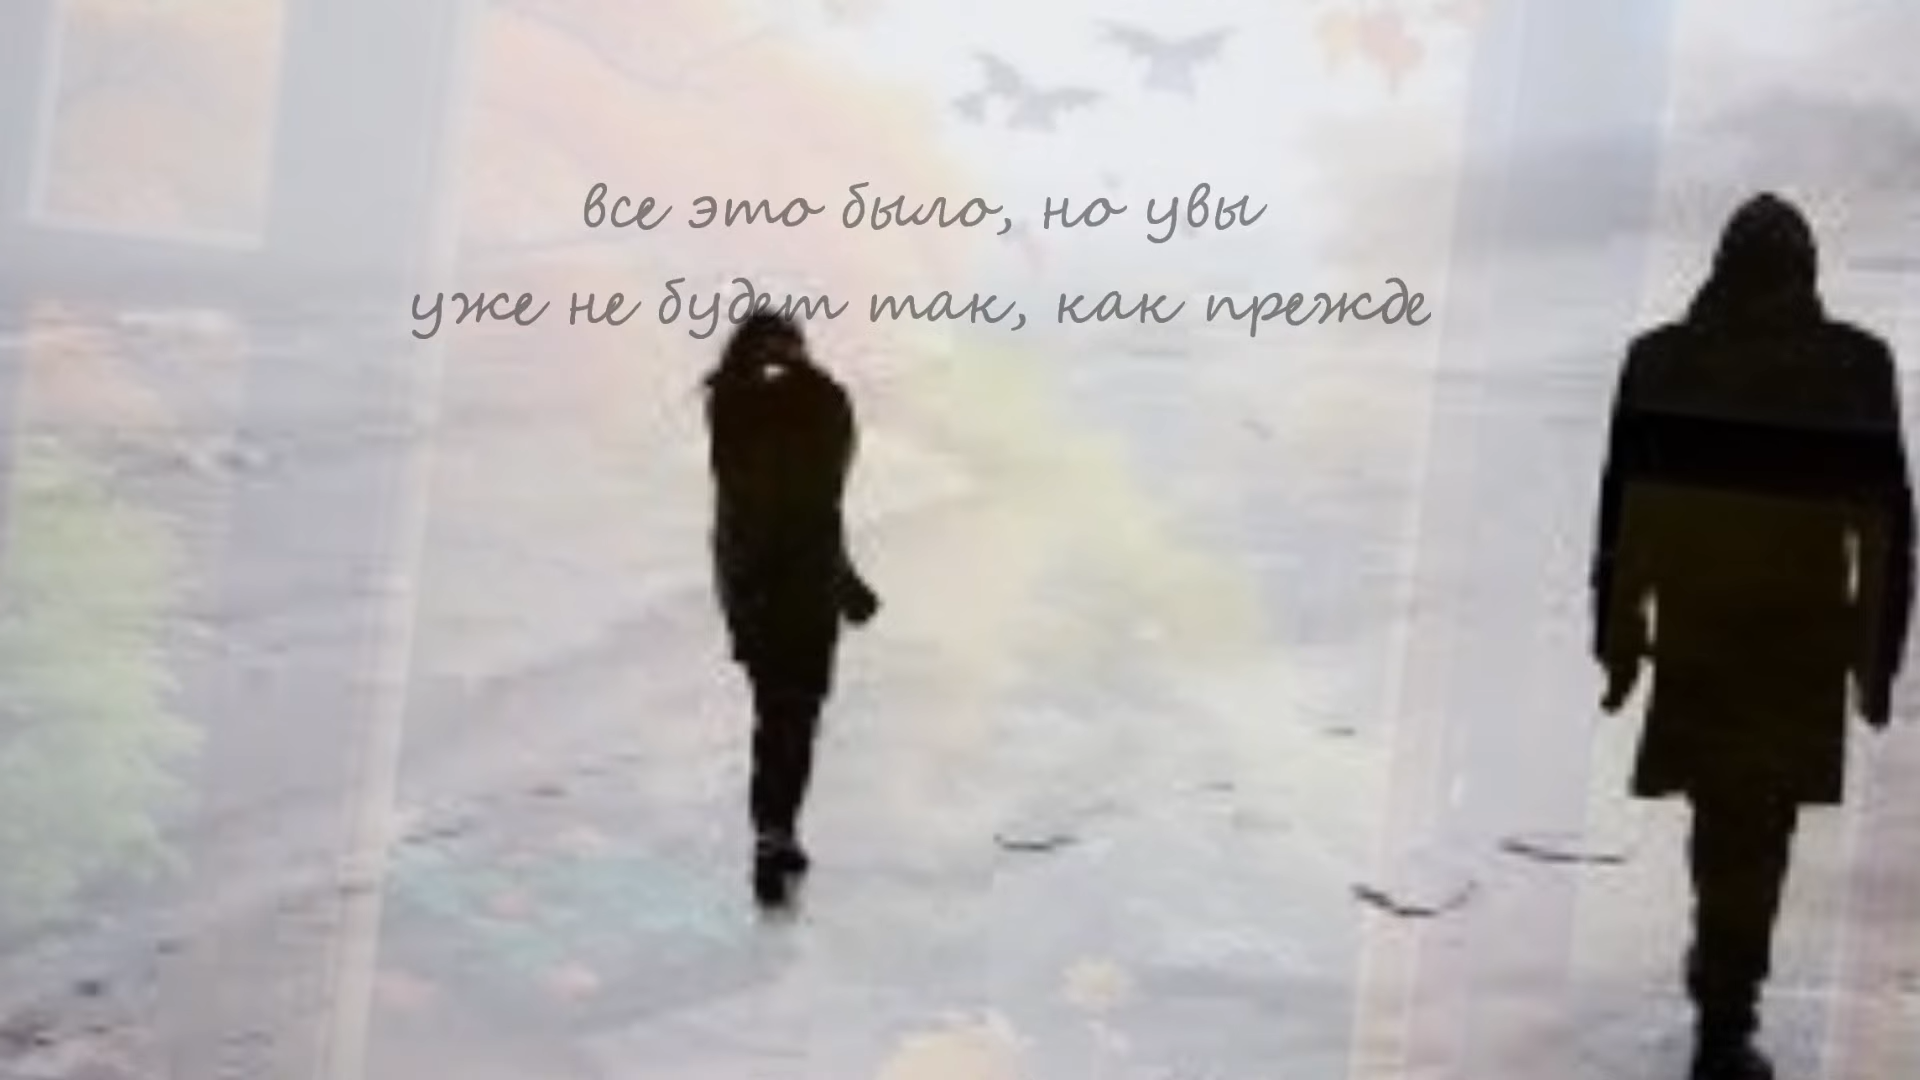 все это было, но увы
уже не будет так, как прежде